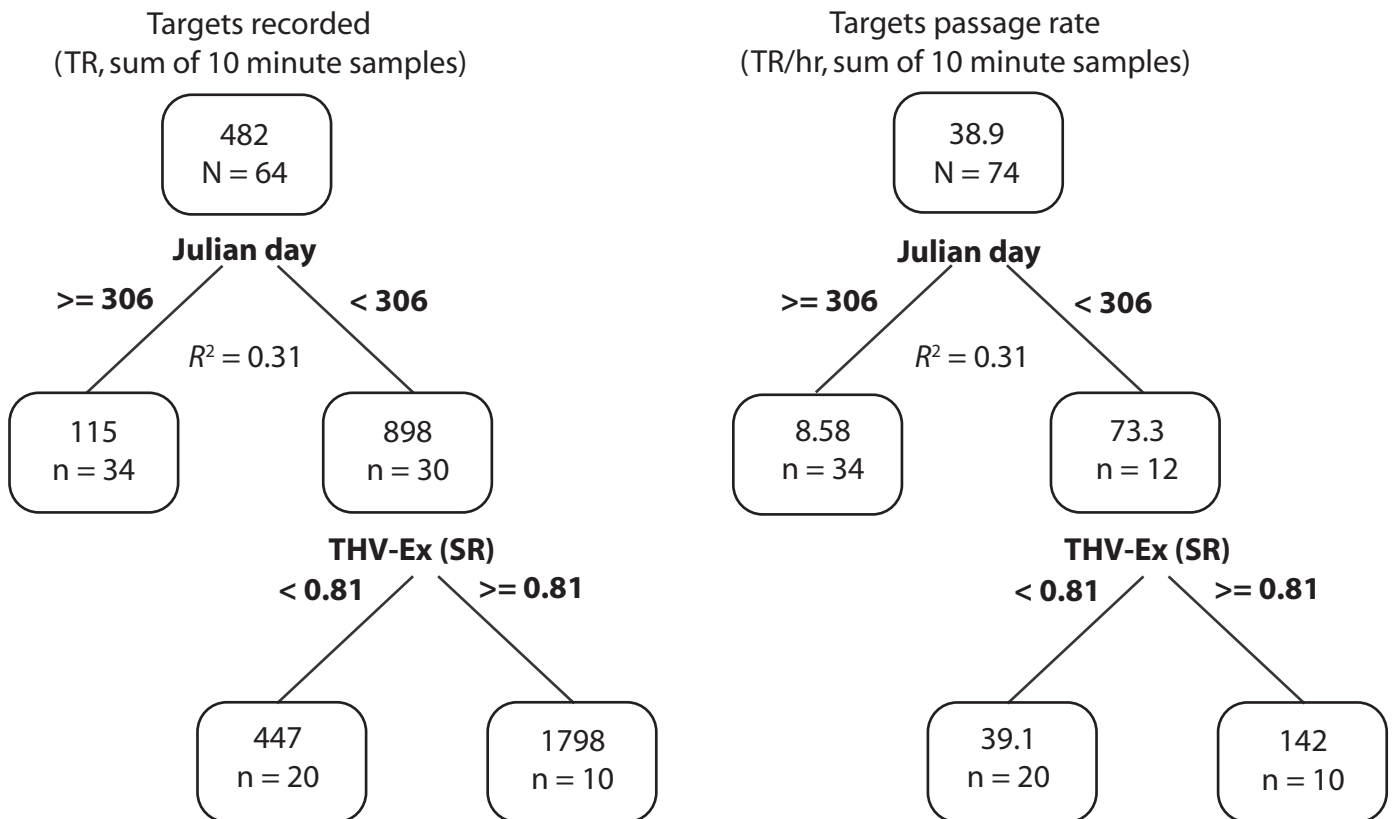 Targets recorded
(TR, sum of 10 minute samples)
482
N = 64
Julian day
>= 306
< 306
R² = 0.31
115
n = 34
898
n = 30
THV-Ex (SR)
< 0.81
>= 0.81
447
n = 20
1798
n = 10
Targets passage rate
(TR/hr, sum of 10 minute samples)
38.9
N = 74
Julian day
>= 306
< 306
R² = 0.31
8.58
n = 34
73.3
n = 12
THV-Ex (SR)
< 0.81
>= 0.81
39.1
n = 20
142
n = 10